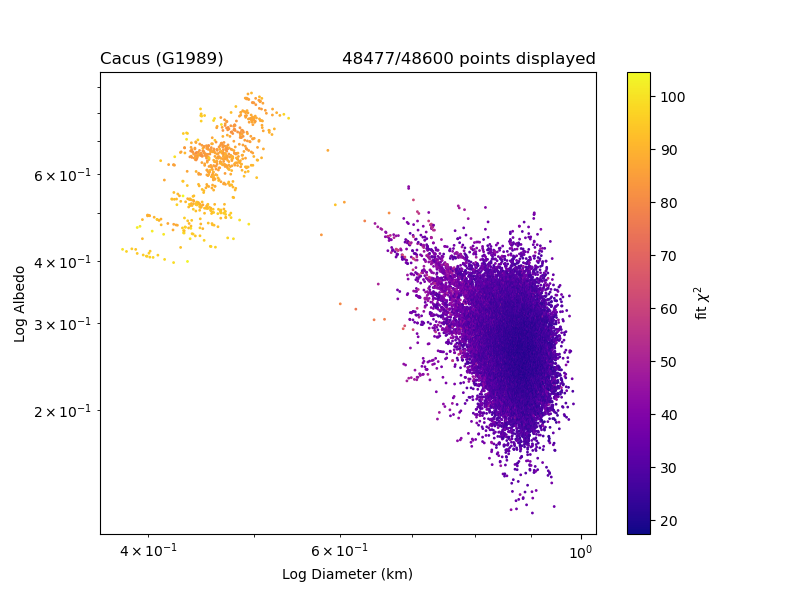 Cacus (G1989)
48477/48600 points displayed
Log Albedo
6 × 10⁻¹
4 × 10⁻¹
3 × 10⁻¹
2 × 10⁻¹
4 × 10⁻¹
6 × 10⁻¹
10⁰
Log Diameter (km)
100
90
80
70
60
50
40
30
20
fit χ²